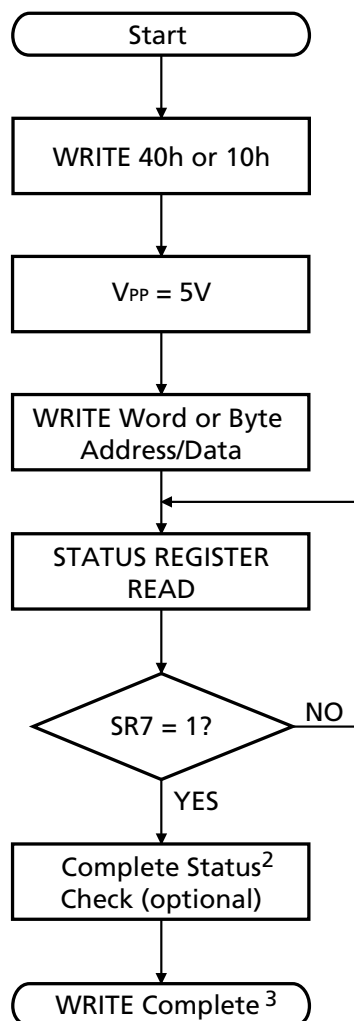 Start
WRITE 40h or 10h
VPP = 5V
WRITE Word or Byte
Address/Data
STATUS REGISTER
READ
SR7 = 1?
NO
YES
Complete Status2
Check (optional)
WRITE Complete 3